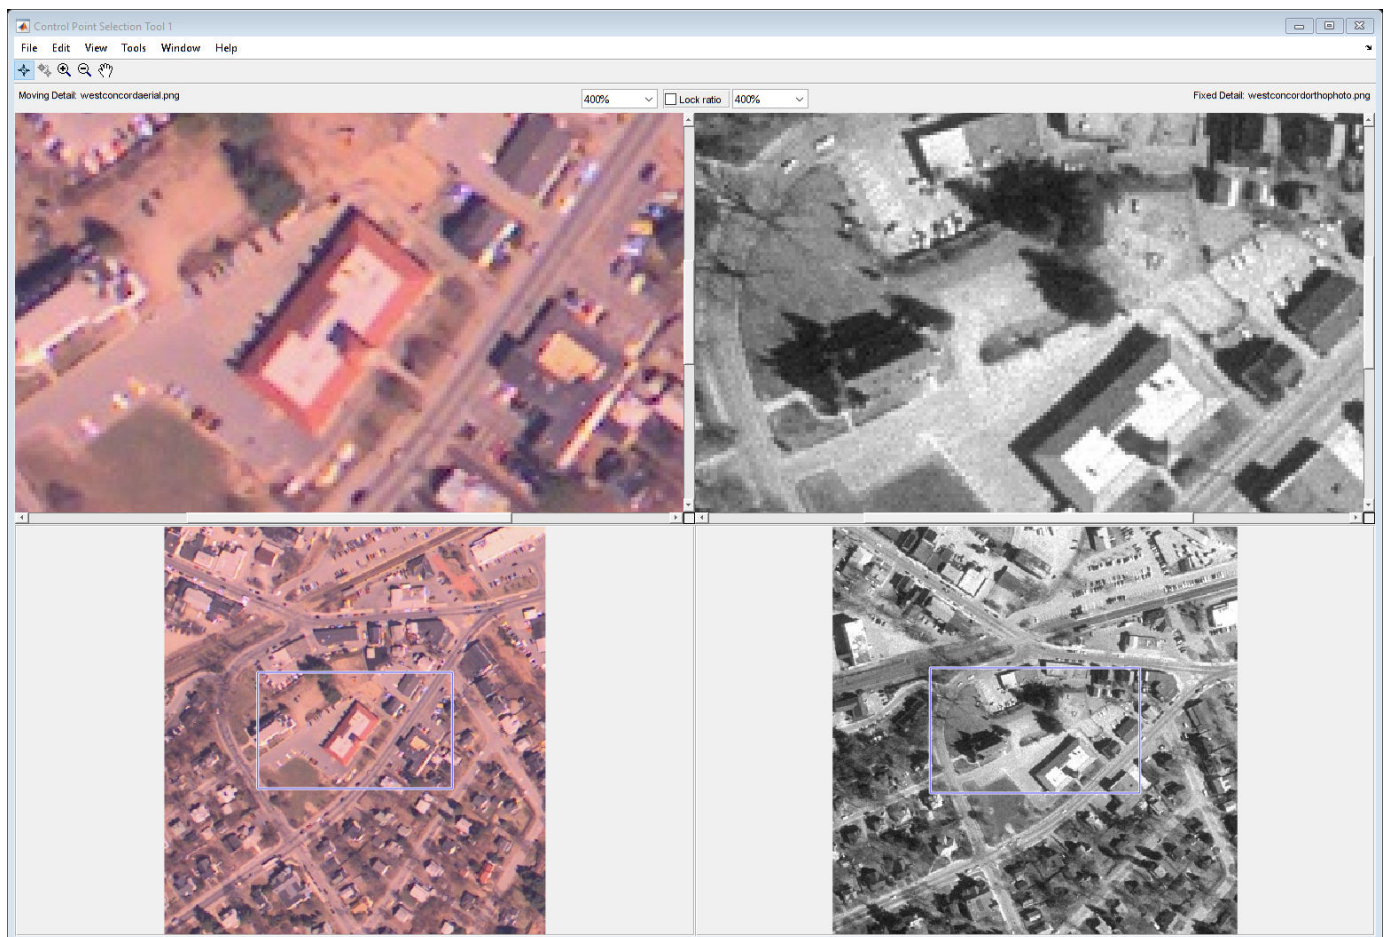 Control Point Selection Tool 1
File Edit View Tools Window Help
Moving Detail: westconcordaerial.png 400% Lock ratio 400% Fixed Detail: westconcordorthophoto.png